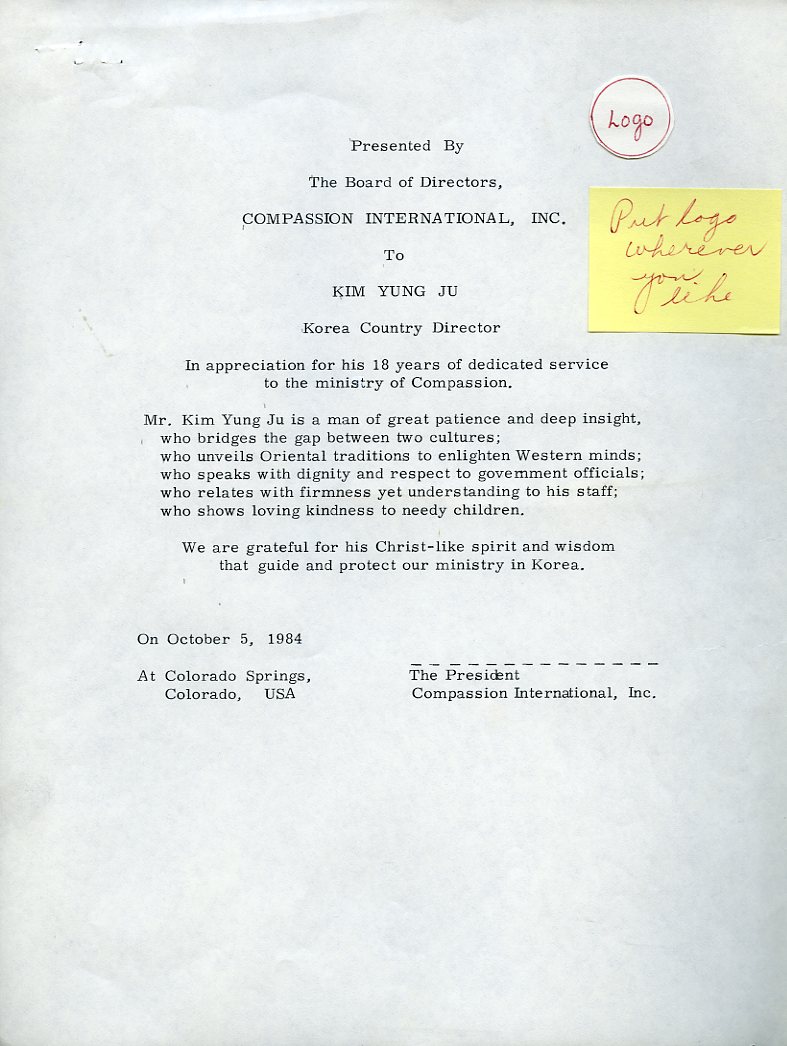 Logo
Presented By
The Board of Directors,
COMPASSION INTERNATIONAL, INC.
To
KIM YUNG JU
Korea Country Director
Put logo
wherever
you
like
In appreciation for his 18 years of dedicated service
to the ministry of Compassion.
Mr. Kim Yung Ju is a man of great patience and deep insight,
who bridges the gap between two cultures;
who unveils Oriental traditions to enlighten Western minds;
who speaks with dignity and respect to government officials;
who relates with firmness yet understanding to his staff;
who shows loving kindness to needy children.
We are grateful for his Christ-like spirit and wisdom
that guide and protect our ministry in Korea.
On October 5, 1984
At Colorado Springs,
Colorado, USA
The President
Compassion International, Inc.